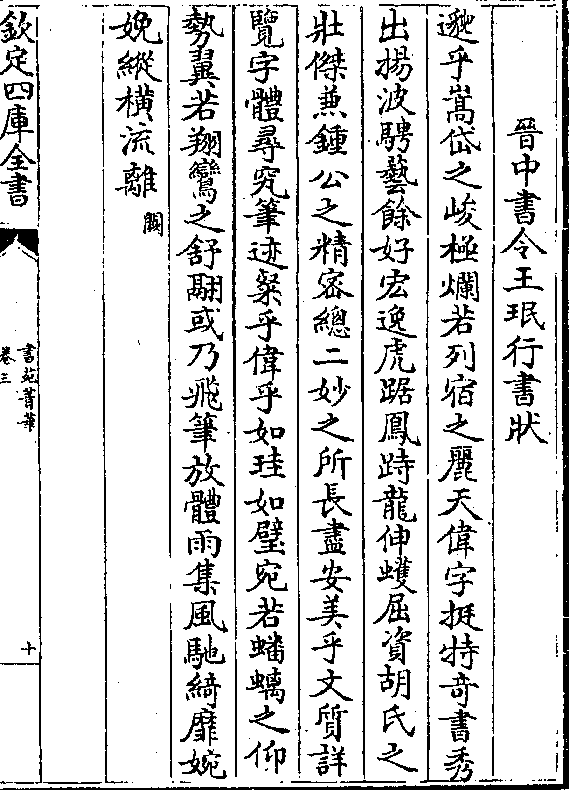 晉中書令王珉行書狀
邈乎嵩岱之峻極爛若列宿之麗天偉字挺特奇書秀
出揚波騁藝餘好宏逸虎踞鳳跱龍伸蠖屈資胡氏之
壯傑兼鍾公之精密總二妙之所長盡安美乎文質詳
覽字體尋究筆迹粲乎偉乎如珪如璧宛若蟠螭之仰
勢翼若翔鸞之舒翮或乃飛筆放體雨集風馳綺靡婉
娩縱橫流離 闕
欽定四庫全書
書苑菁華
卷三
十